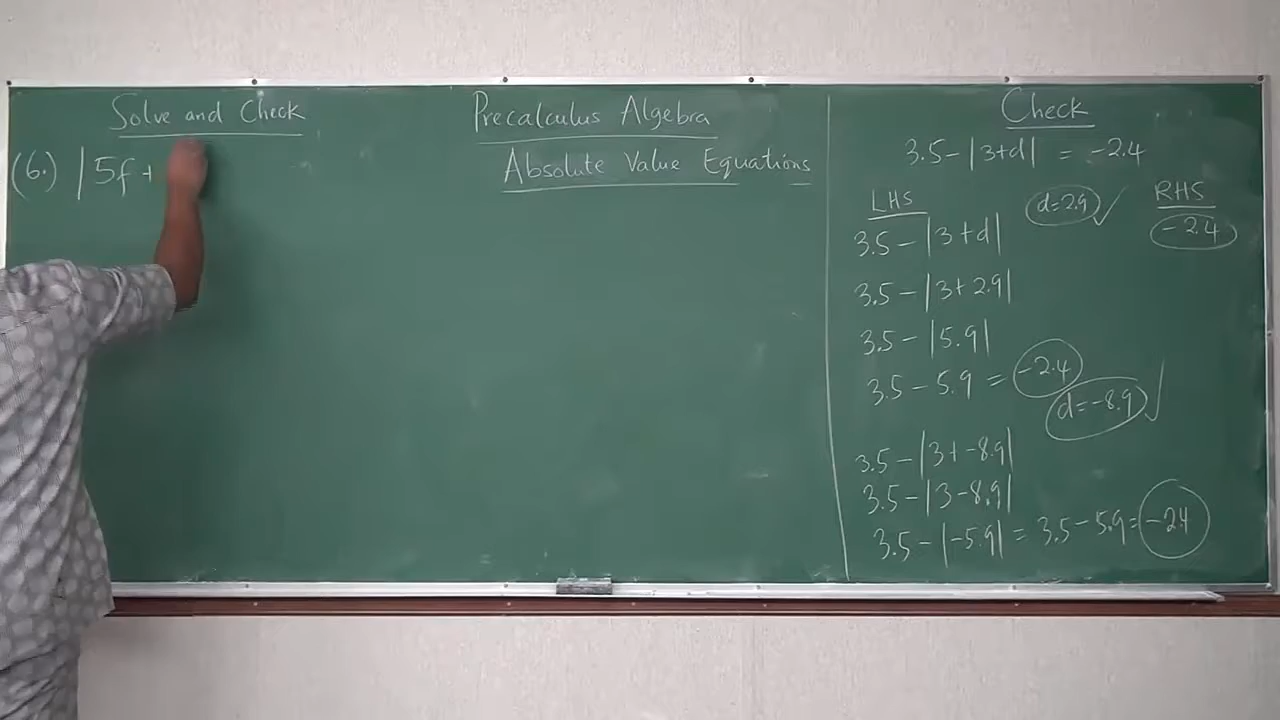 Solve and Check
(6.) |5f+
Precalculus Algebra
Absolute Value Equations
Check
3.5-|3+d| = -2.4
LHS
d=2.9 ✓
RHS
-2.4
3.5-|3+d|
3.5-|3+2.9|
3.5-|5.9|
3.5-5.9 = -2.4
d=-8.9 ✓
3.5-|3+-8.9|
3.5-|3-8.9|
3.5-|-5.9| = 3.5-5.9=-2.4